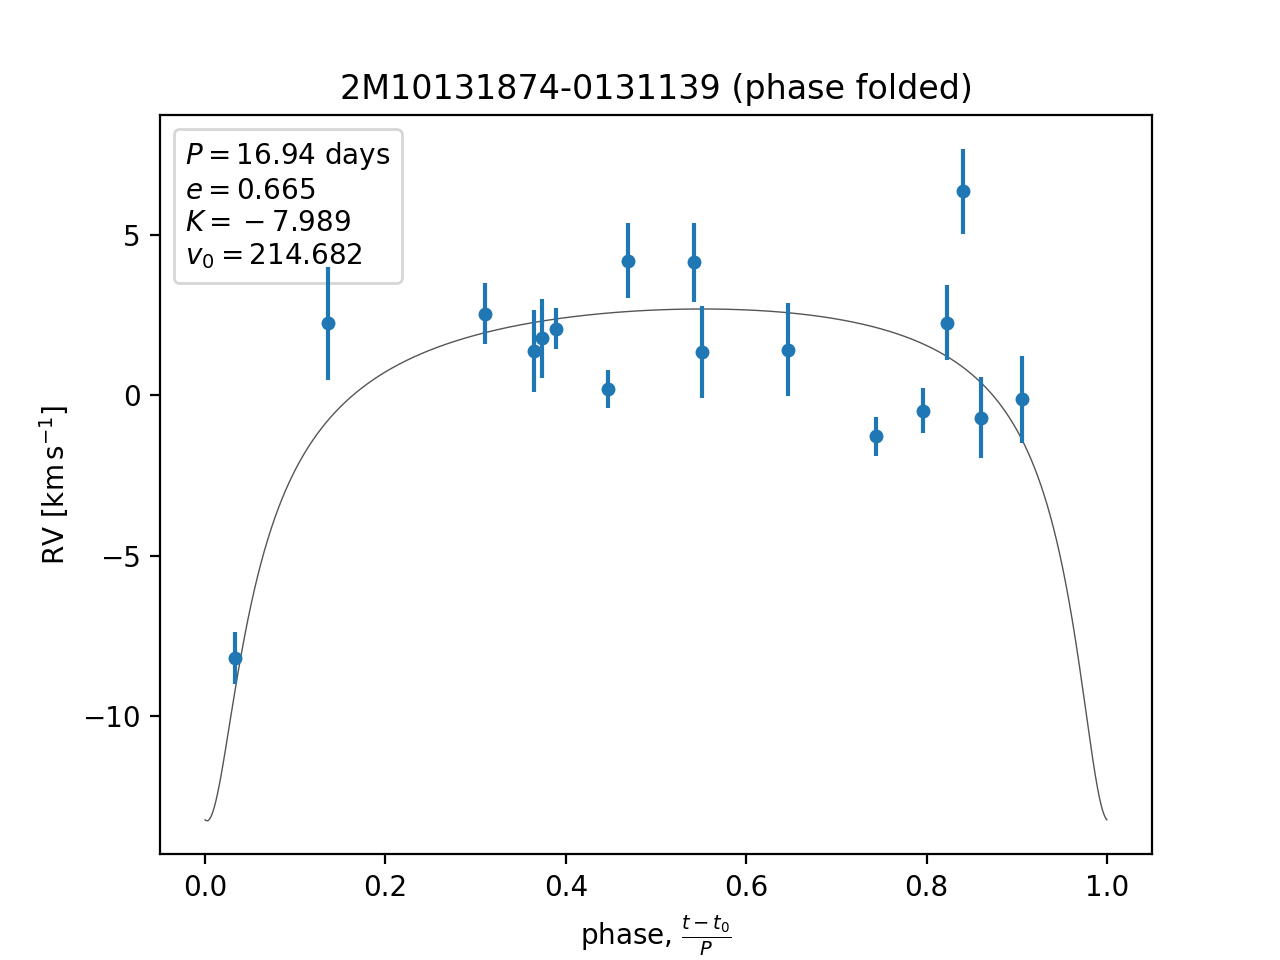 2M10131874-0131139 (phase folded)
P = 16.94 days
e = 0.665
K = −7.989
v₀ = 214.682
5
0
−5
−10
RV [km s⁻¹]
0.0 0.2 0.4 0.6 0.8 1.0
phase, (t − t₀)/P